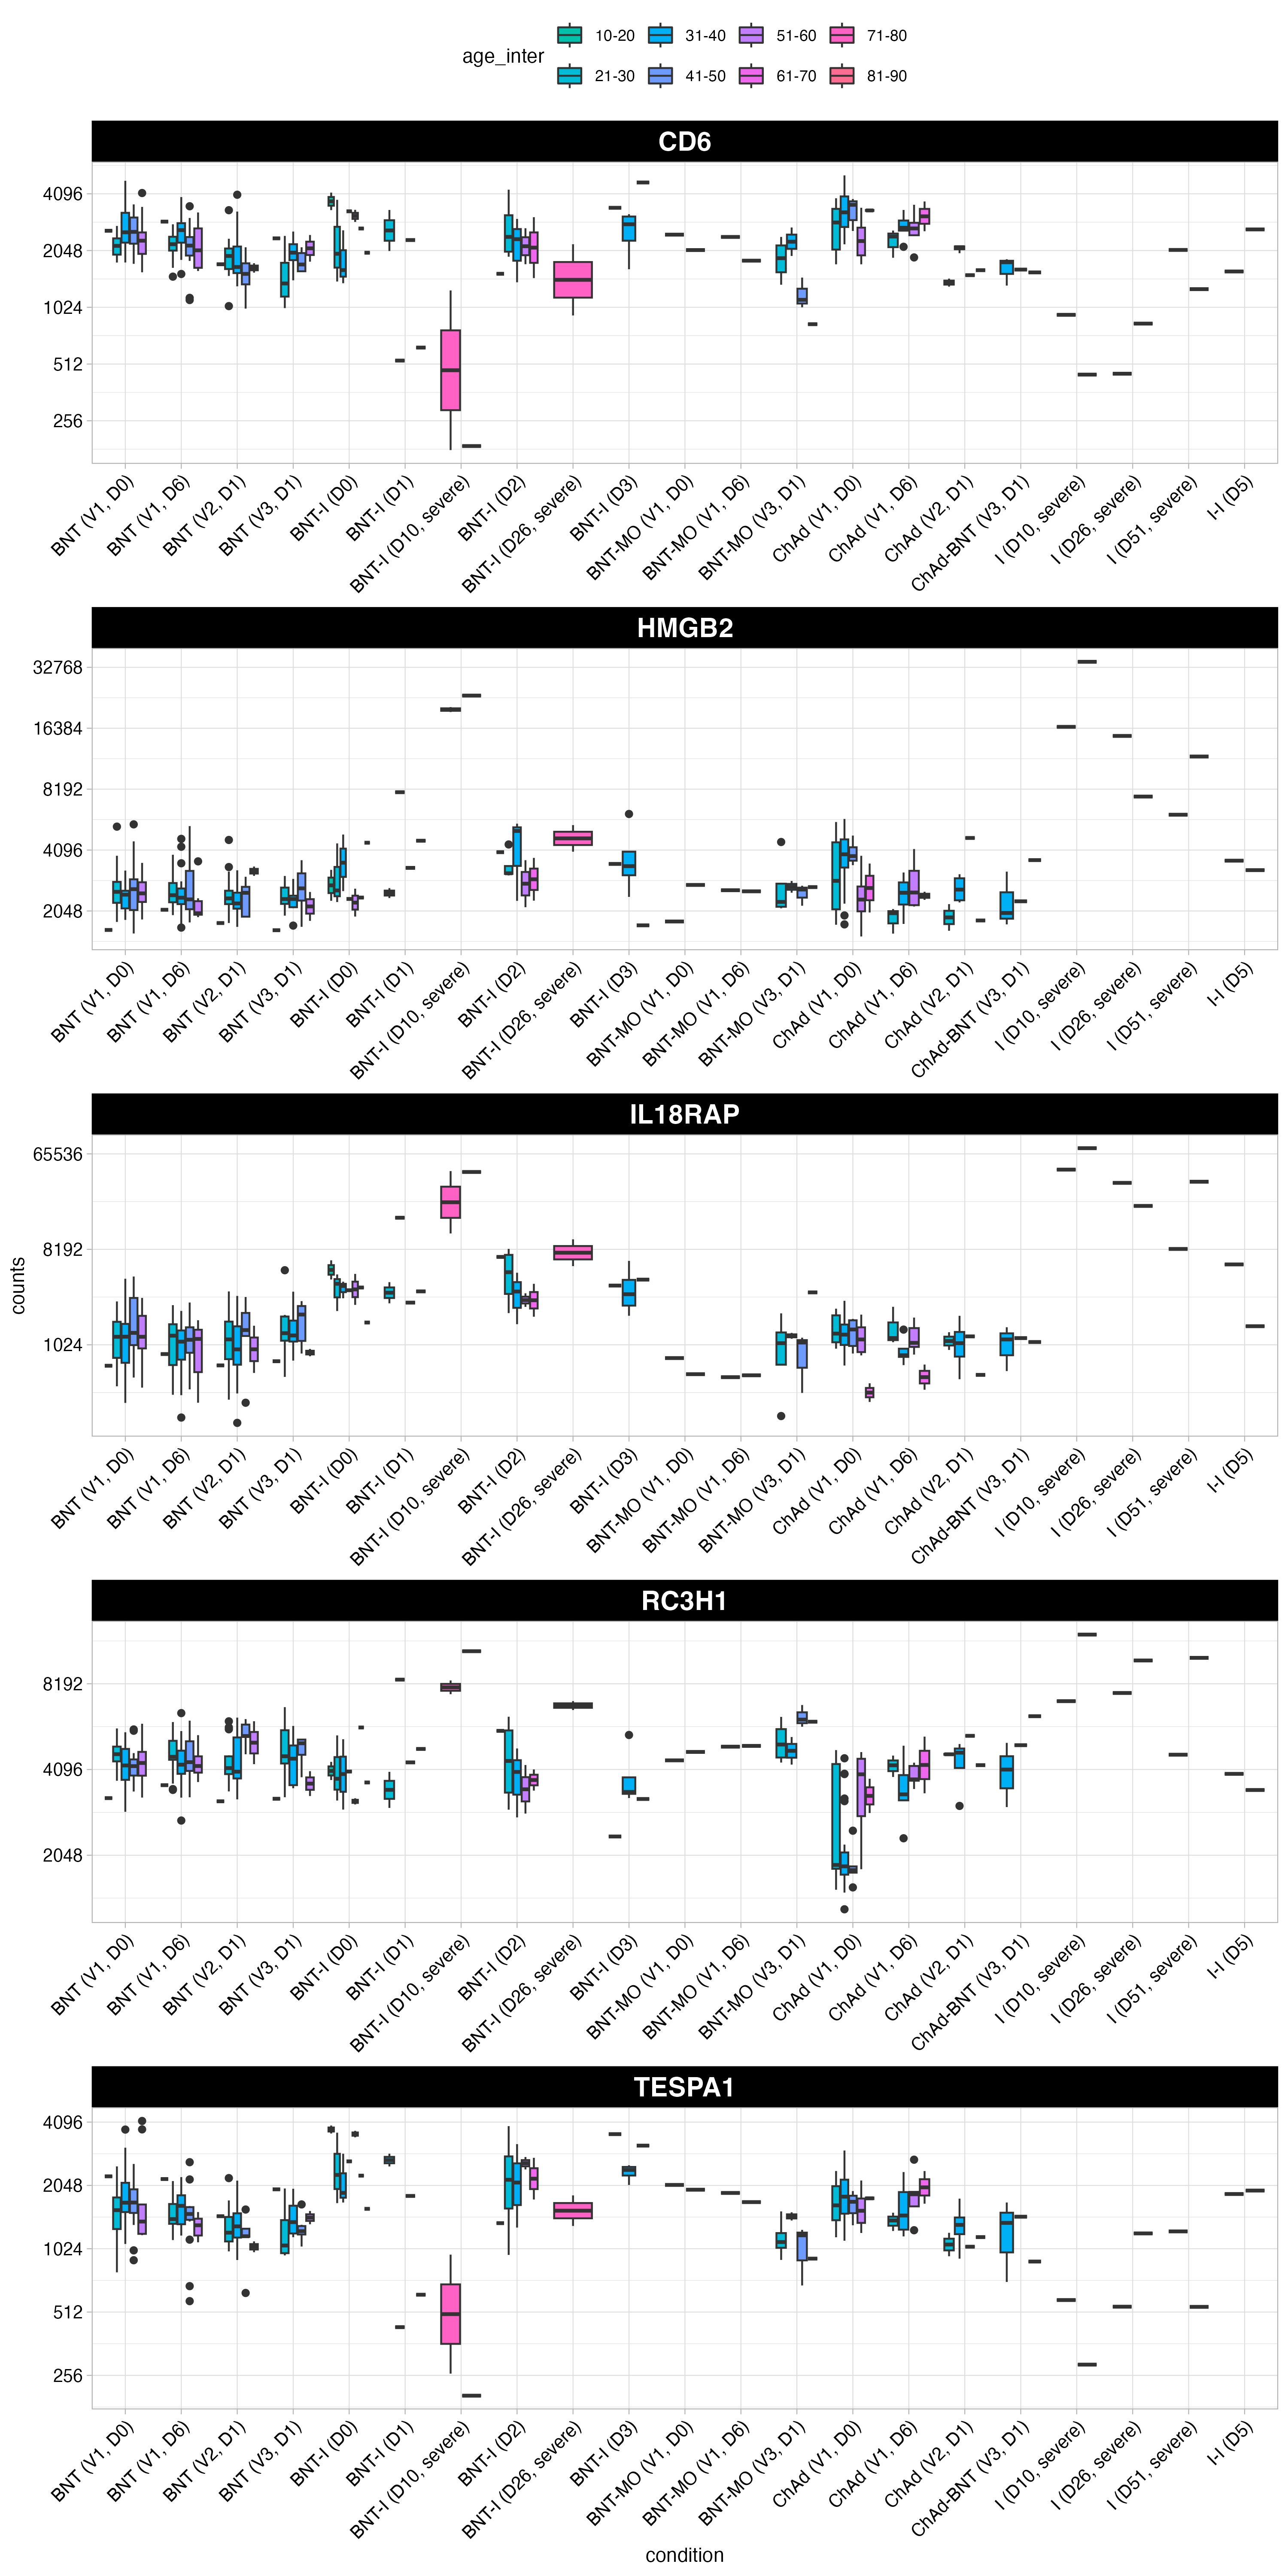 age_inter
10-20 31-40 51-60 71-80
21-30 41-50 61-70 81-90
CD6
4096
2048
1024
512
256
BNT (V1, D0)
BNT (V1, D6)
BNT (V2, D1)
BNT (V3, D1)
BNT-I (D0)
BNT-I (D1)
BNT-I (D10, severe)
BNT-I (D2)
BNT-I (D26, severe)
BNT-I (D3)
BNT-MO (V1, D0)
BNT-MO (V1, D6)
BNT-MO (V3, D1)
ChAd (V1, D0)
ChAd (V1, D6)
ChAd (V2, D1)
ChAd-BNT (V3, D1)
I (D10, severe)
I (D26, severe)
I (D51, severe)
I-I (D5)
HMGB2
32768
16384
8192
4096
2048
BNT (V1, D0)
BNT (V1, D6)
BNT (V2, D1)
BNT (V3, D1)
BNT-I (D0)
BNT-I (D1)
BNT-I (D10, severe)
BNT-I (D2)
BNT-I (D26, severe)
BNT-I (D3)
BNT-MO (V1, D0)
BNT-MO (V1, D6)
BNT-MO (V3, D1)
ChAd (V1, D0)
ChAd (V1, D6)
ChAd (V2, D1)
ChAd-BNT (V3, D1)
I (D10, severe)
I (D26, severe)
I (D51, severe)
I-I (D5)
IL18RAP
counts
65536
8192
1024
BNT (V1, D0)
BNT (V1, D6)
BNT (V2, D1)
BNT (V3, D1)
BNT-I (D0)
BNT-I (D1)
BNT-I (D10, severe)
BNT-I (D2)
BNT-I (D26, severe)
BNT-I (D3)
BNT-MO (V1, D0)
BNT-MO (V1, D6)
BNT-MO (V3, D1)
ChAd (V1, D0)
ChAd (V1, D6)
ChAd (V2, D1)
ChAd-BNT (V3, D1)
I (D10, severe)
I (D26, severe)
I (D51, severe)
I-I (D5)
RC3H1
8192
4096
2048
BNT (V1, D0)
BNT (V1, D6)
BNT (V2, D1)
BNT (V3, D1)
BNT-I (D0)
BNT-I (D1)
BNT-I (D10, severe)
BNT-I (D2)
BNT-I (D26, severe)
BNT-I (D3)
BNT-MO (V1, D0)
BNT-MO (V1, D6)
BNT-MO (V3, D1)
ChAd (V1, D0)
ChAd (V1, D6)
ChAd (V2, D1)
ChAd-BNT (V3, D1)
I (D10, severe)
I (D26, severe)
I (D51, severe)
I-I (D5)
TESPA1
4096
2048
1024
512
256
BNT (V1, D0)
BNT (V1, D6)
BNT (V2, D1)
BNT (V3, D1)
BNT-I (D0)
BNT-I (D1)
BNT-I (D10, severe)
BNT-I (D2)
BNT-I (D26, severe)
BNT-I (D3)
BNT-MO (V1, D0)
BNT-MO (V1, D6)
BNT-MO (V3, D1)
ChAd (V1, D0)
ChAd (V1, D6)
ChAd (V2, D1)
ChAd-BNT (V3, D1)
I (D10, severe)
I (D26, severe)
I (D51, severe)
I-I (D5)
condition